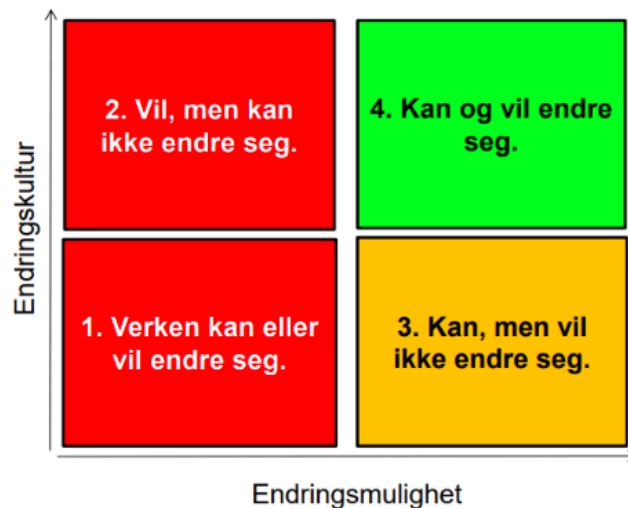 Endringskultur
2. Vil, men kan
ikke endre seg.
4. Kan og vil endre
seg.
1. Verken kan eller
vil endre seg.
3. Kan, men vil
ikke endre seg.
Endringsmulighet